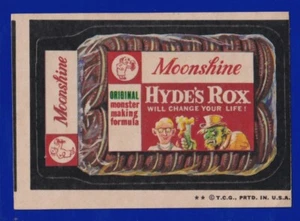 Moonshine
Moonshine
ORIGINAL
monster
making
formula
HYDE'S ROX
WILL CHANGE YOUR LIFE!
★★ © T.C.G., PRTD. IN U.S.A.